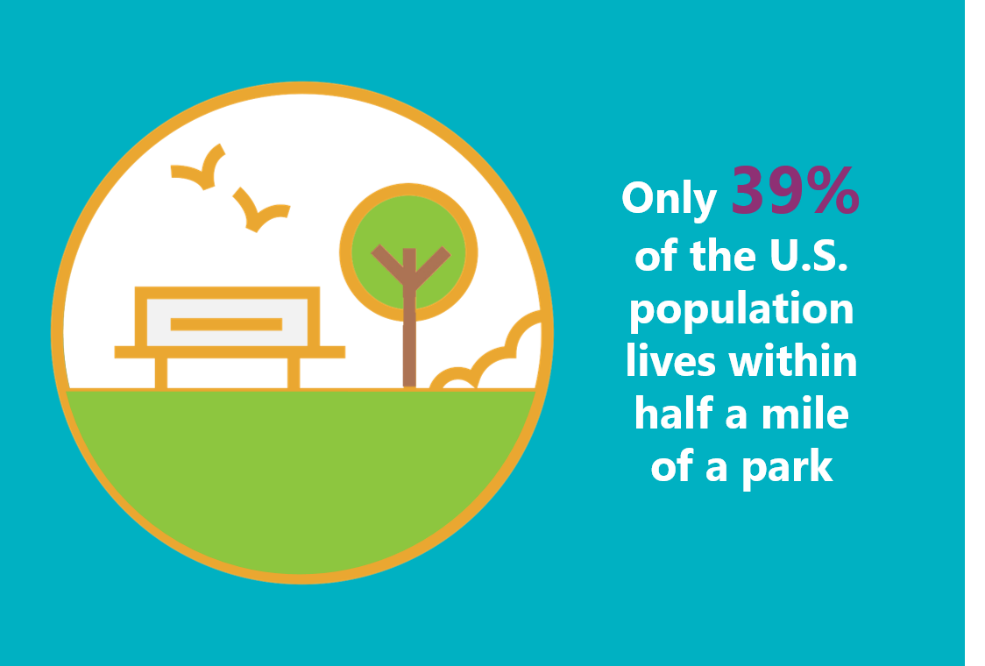 Only 39%
of the U.S.
population
lives within
half a mile
of a park